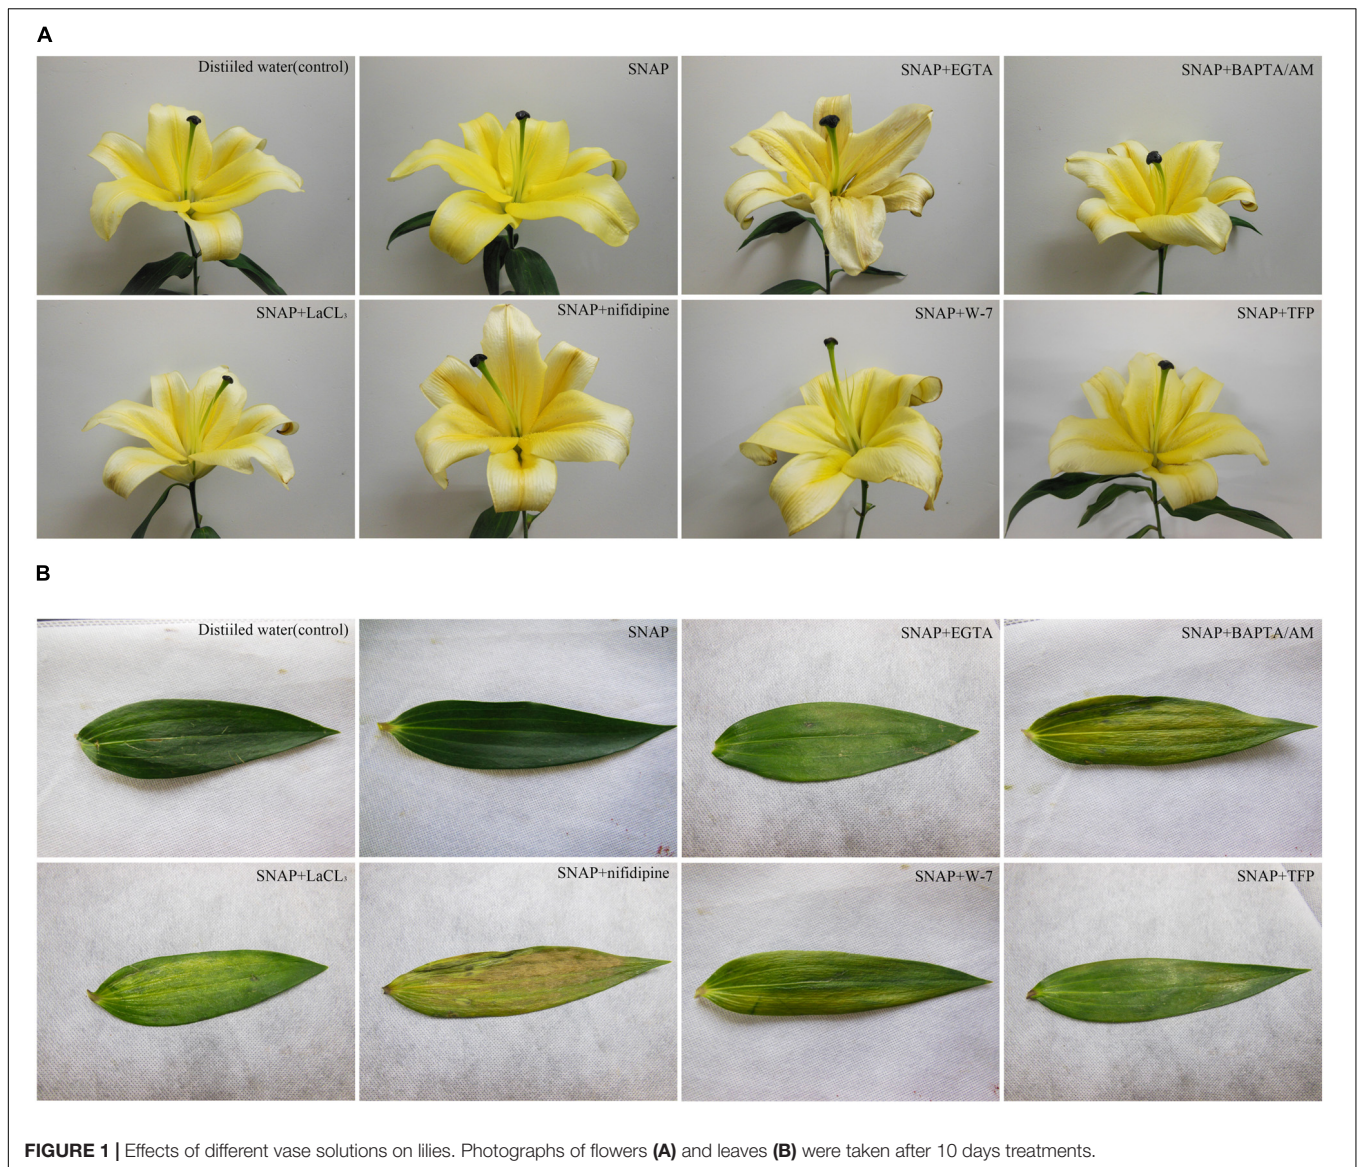 A
Distiiled water(control)
SNAP
SNAP+EGTA
SNAP+BAPTA/AM
SNAP+LaCL₃
SNAP+nifidipine
SNAP+W-7
SNAP+TFP
B
Distiiled water(control)
SNAP
SNAP+EGTA
SNAP+BAPTA/AM
SNAP+LaCL₃
SNAP+nifidipine
SNAP+W-7
SNAP+TFP
FIGURE 1 | Effects of different vase solutions on lilies. Photographs of flowers (A) and leaves (B) were taken after 10 days treatments.